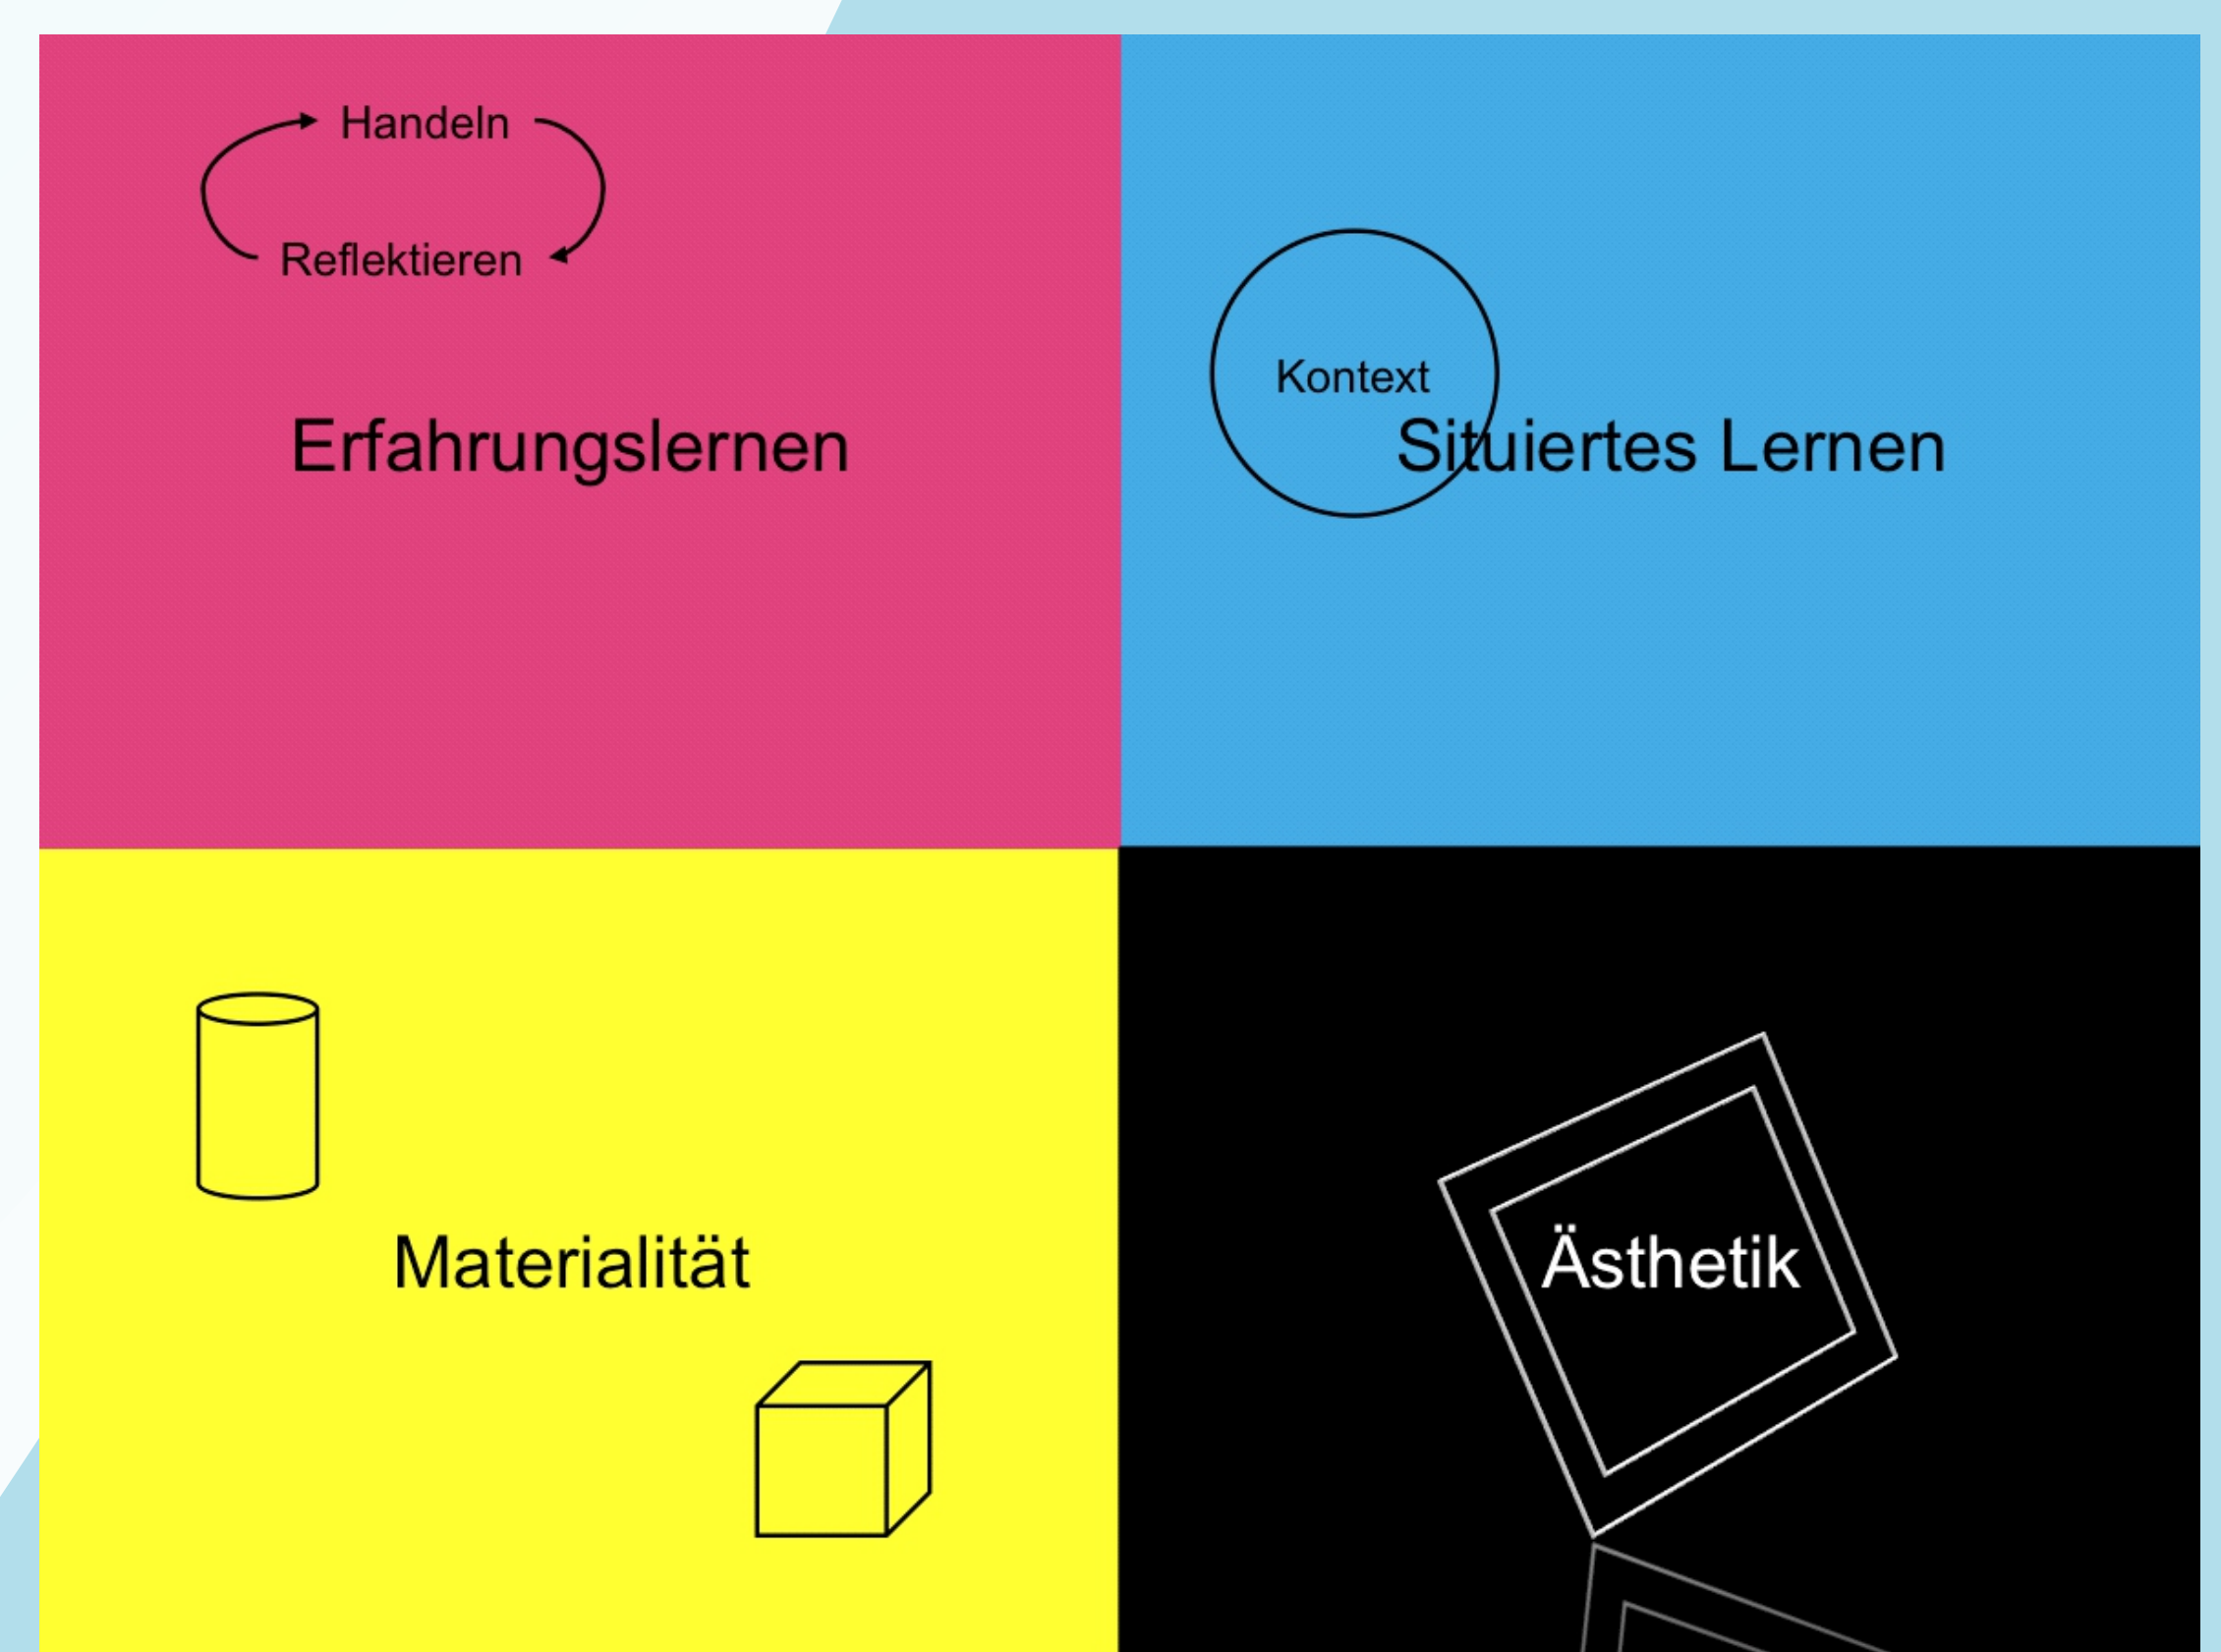 Handeln
Reflektieren
Erfahrungslernen
Kontext
Situiertes Lernen
Materialität
Ästhetik